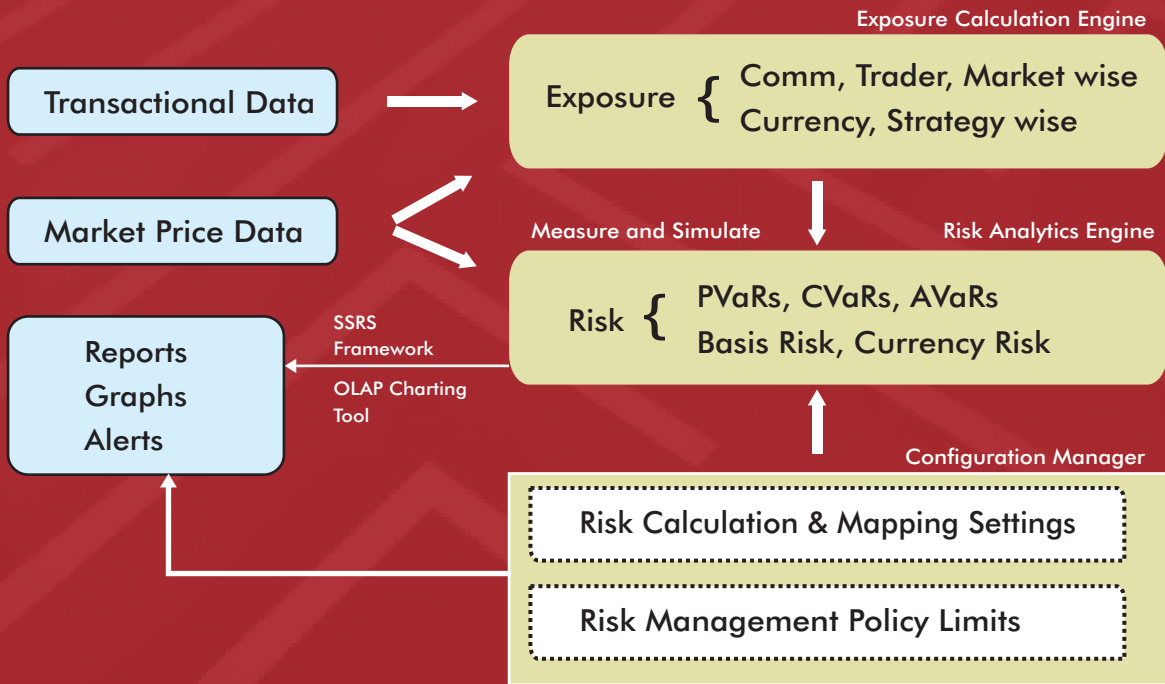 Exposure Calculation Engine
Transactional Data
Exposure {
Comm, Trader, Market wise
Currency, Strategy wise
Market Price Data
Measure and Simulate
Risk Analytics Engine
Risk {
PVaRs, CVaRs, AVaRs
Basis Risk, Currency Risk
Reports
Graphs
Alerts
SSRS
Framework
OLAP Charting
Tool
Configuration Manager
Risk Calculation & Mapping Settings
Risk Management Policy Limits